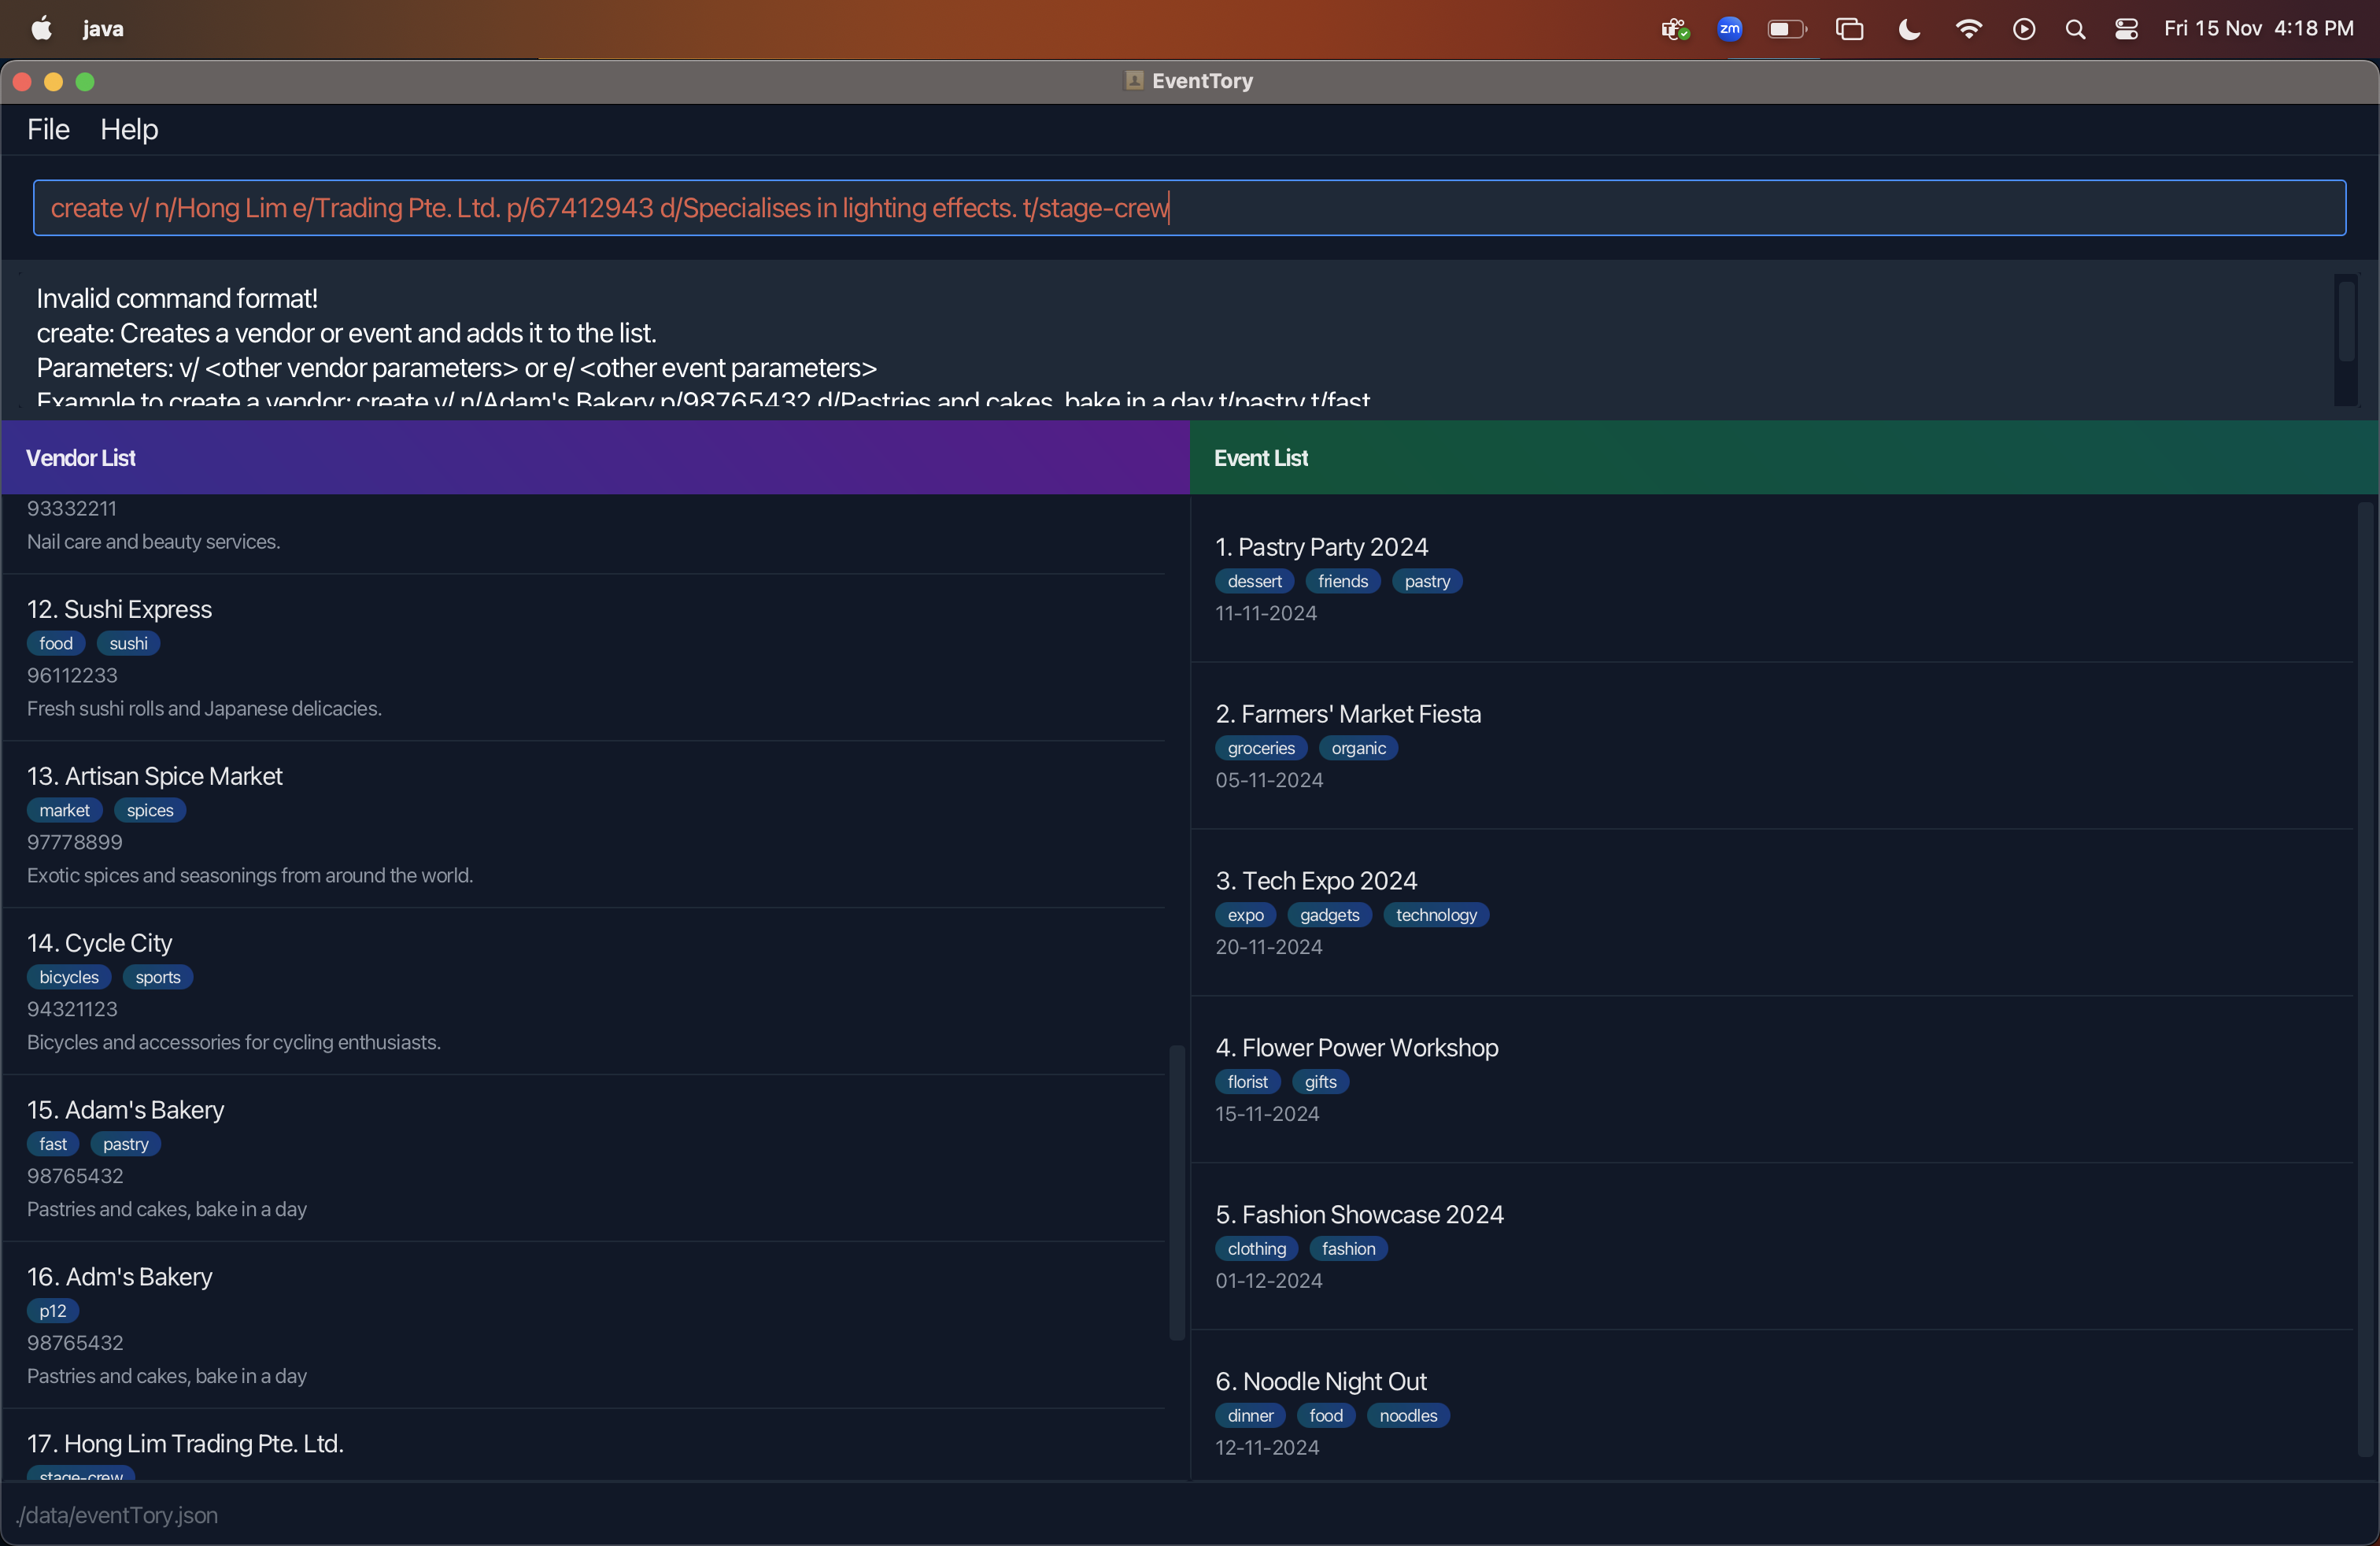 java
zm
Fri 15 Nov 4:18 PM
EventTory
File Help
create v/ n/Hong Lim e/Trading Pte. Ltd. p/67412943 d/Specialises in lighting effects. t/stage-crew
Invalid command format!
create: Creates a vendor or event and adds it to the list.
Parameters: v/ <other vendor parameters> or e/ <other event parameters>
Example to create a vendor: create v/ n/Adam's Bakery p/98765432 d/Pastries and cakes, bake in a day t/pastry t/fast
Vendor List
93332211
Nail care and beauty services.
12. Sushi Express
food sushi
96112233
Fresh sushi rolls and Japanese delicacies.
13. Artisan Spice Market
market spices
97778899
Exotic spices and seasonings from around the world.
14. Cycle City
bicycles sports
94321123
Bicycles and accessories for cycling enthusiasts.
15. Adam's Bakery
fast pastry
98765432
Pastries and cakes, bake in a day
16. Adm's Bakery
p12
98765432
Pastries and cakes, bake in a day
17. Hong Lim Trading Pte. Ltd.
stage-crew
Event List
1. Pastry Party 2024
dessert friends pastry
11-11-2024
2. Farmers' Market Fiesta
groceries organic
05-11-2024
3. Tech Expo 2024
expo gadgets technology
20-11-2024
4. Flower Power Workshop
florist gifts
15-11-2024
5. Fashion Showcase 2024
clothing fashion
01-12-2024
6. Noodle Night Out
dinner food noodles
12-11-2024
./data/eventTory.json